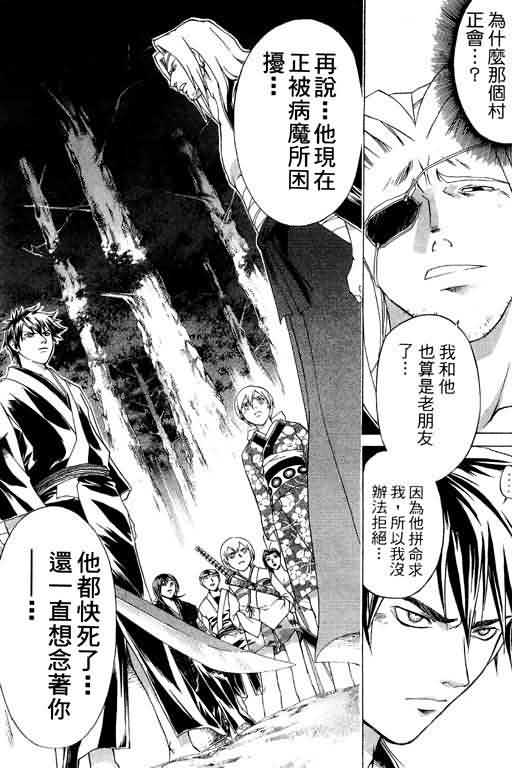 為什麼那個村
正會…?
我和他
也算是老朋友
了…
……
因為他拼命求
我，所以我沒
辦法拒絕…
再說…他現在
正被病魔所困
擾…
他都快死了…
還一直想念著你
——…